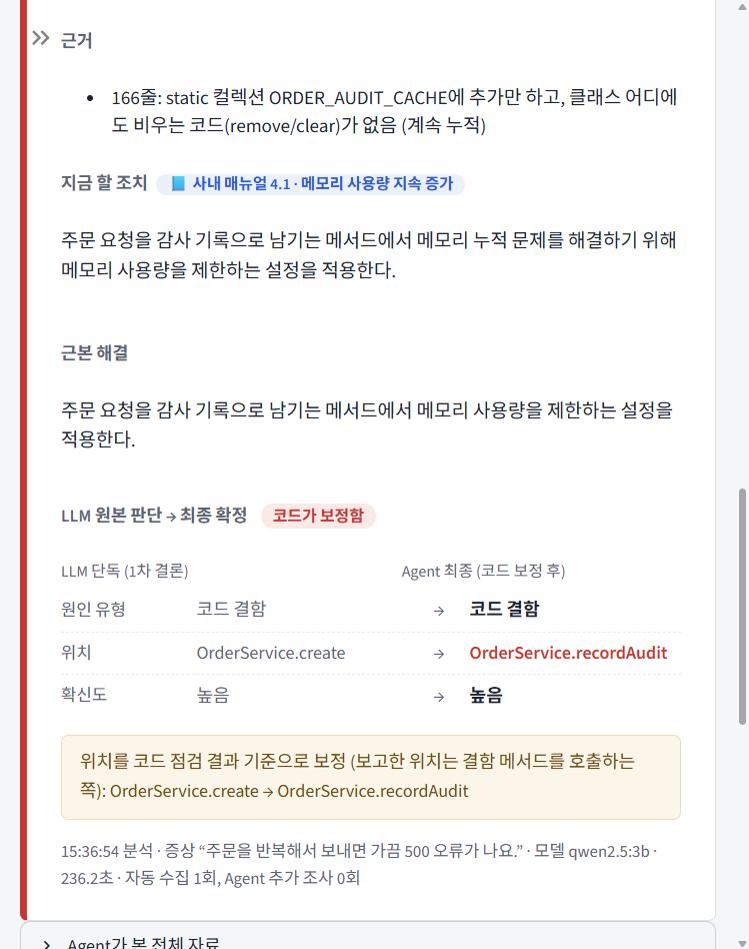 근거
• 166줄: static 컬렉션 ORDER_AUDIT_CACHE에 추가만 하고, 클래스 어디에
도 비우는 코드(remove/clear)가 없음 (계속 누적)
지금 할 조치 📘 사내 매뉴얼 4.1 · 메모리 사용량 지속 증가
주문 요청을 감사 기록으로 남기는 메서드에서 메모리 누적 문제를 해결하기 위해
메모리 사용량을 제한하는 설정을 적용한다.
근본 해결
주문 요청을 감사 기록으로 남기는 메서드에서 메모리 사용량을 제한하는 설정을
적용한다.
LLM 원본 판단 → 최종 확정 코드가 보정함
LLM 단독 (1차 결론) Agent 최종 (코드 보정 후)
원인 유형 코드 결함 → 코드 결함
위치 OrderService.create → OrderService.recordAudit
확신도 높음 → 높음
위치를 코드 점검 결과 기준으로 보정 (보고한 위치는 결함 메서드를 호출하는
쪽): OrderService.create → OrderService.recordAudit
15:36:54 분석 · 증상 “주문을 반복해서 보내면 가끔 500 오류가 나요.” · 모델 qwen2.5:3b ·
236.2초 · 자동 수집 1회, Agent 추가 조사 0회
Agent가 본 전체 자료